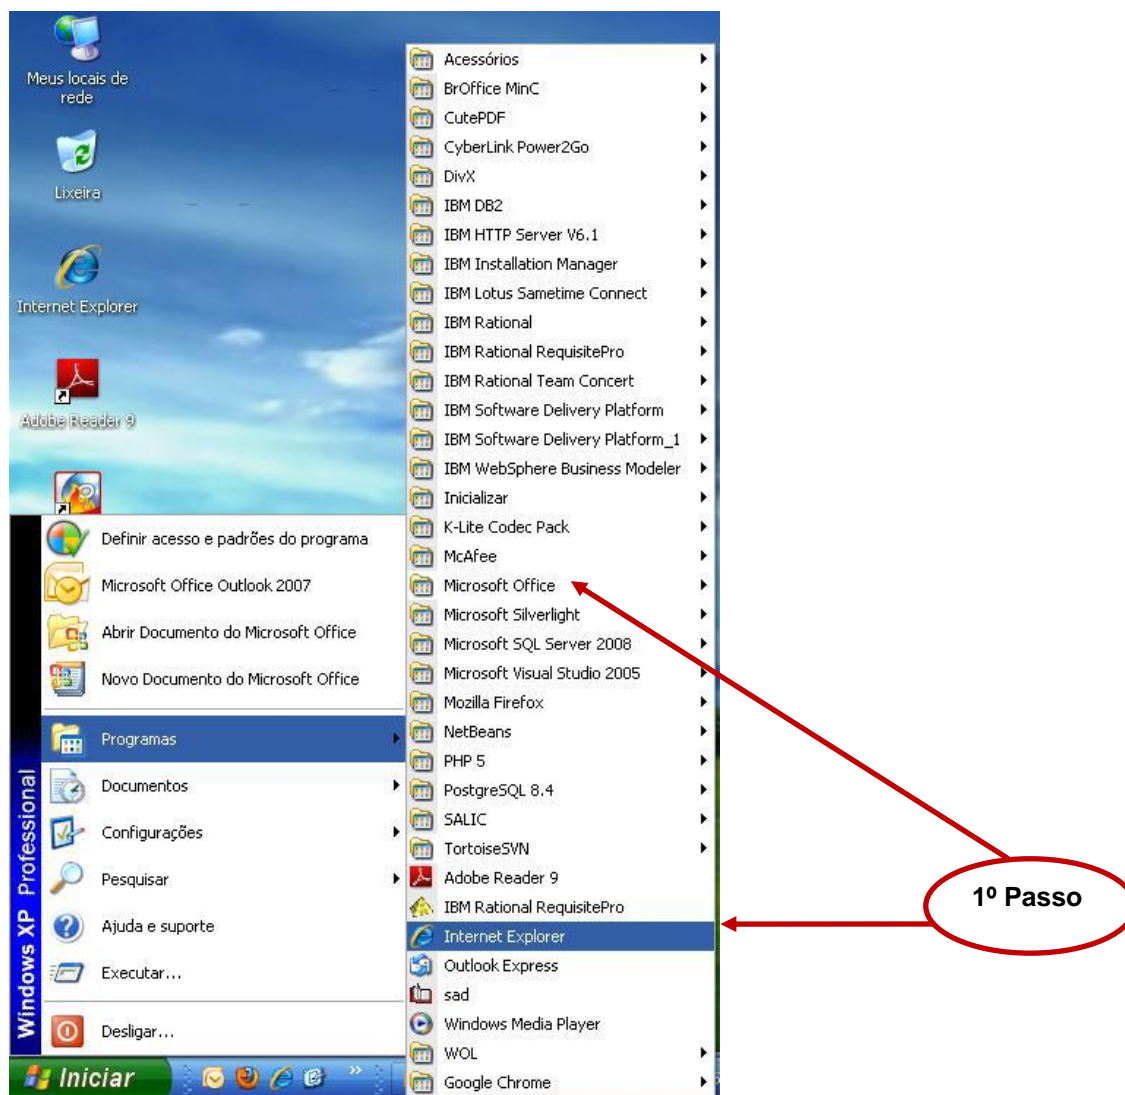 Meus locais de
rede
Lixeira
Internet Explorer
Adobe Reader 9
Definir acesso e padrões do programa
Microsoft Office Outlook 2007
Abrir Documento do Microsoft Office
Novo Documento do Microsoft Office
Programas
Documentos
Configurações
Pesquisar
Ajuda e suporte
Executar...
Desligar...
Windows XP Professional
Iniciar
Acessórios
BrOffice MinC
CutePDF
CyberLink Power2Go
DivX
IBM DB2
IBM HTTP Server V6.1
IBM Installation Manager
IBM Lotus Sametime Connect
IBM Rational
IBM Rational RequisitePro
IBM Rational Team Concert
IBM Software Delivery Platform
IBM Software Delivery Platform_1
IBM WebSphere Business Modeler
Inicializar
K-Lite Codec Pack
McAfee
Microsoft Office
Microsoft Silverlight
Microsoft SQL Server 2008
Microsoft Visual Studio 2005
Mozilla Firefox
NetBeans
PHP 5
PostgreSQL 8.4
SALIC
TortoiseSVN
Adobe Reader 9
IBM Rational RequisitePro
Internet Explorer
Outlook Express
sad
Windows Media Player
WOL
Google Chrome
1º Passo